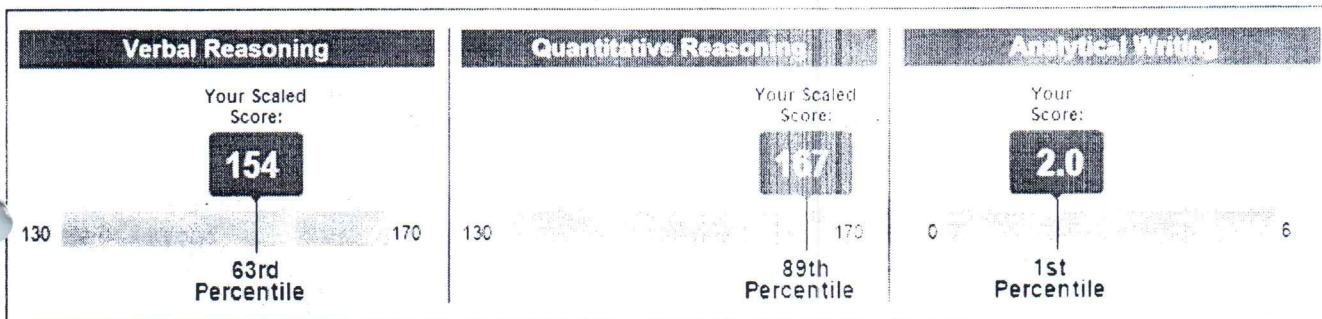 Verbal Reasoning
Your Scaled
Score:
154
130
170
63rd
Percentile
Quantitative Reasoning
Your Scaled
Score:
167
130
170
89th
Percentile
Analytical Writing
Your
Score:
2.0
0
6
1st
Percentile